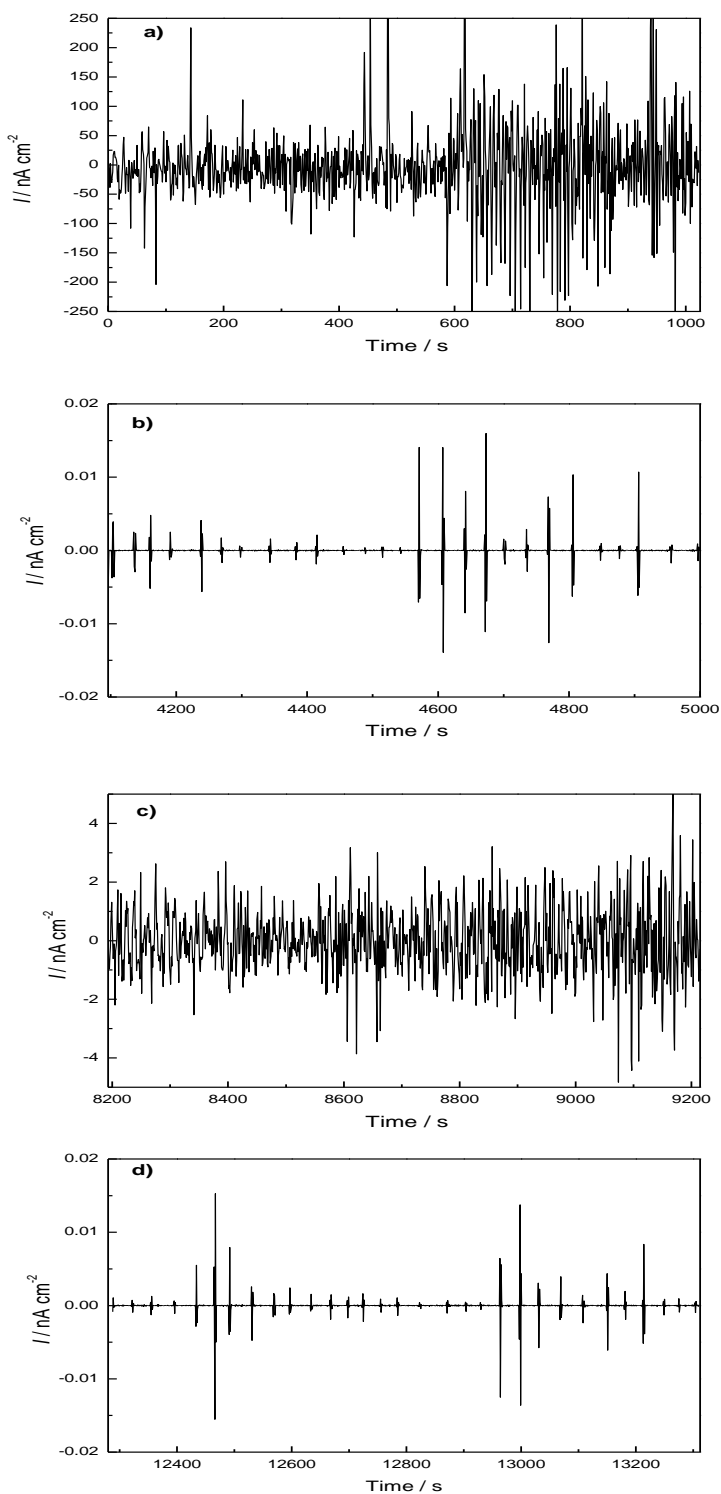 a)
I / nA cm-2
250
200
150
100
50
0
-50
-100
-150
-200
-250
0 200 400 600 800 1000
Time / s
b)
I / nA cm-2
0.02
0.01
0.00
-0.01
-0.02
4200 4400 4600 4800 5000
Time / s
c)
I / nA cm-2
4
2
0
-2
-4
8200 8400 8600 8800 9000 9200
Time / s
d)
I / nA cm-2
0.02
0.01
0.00
-0.01
-0.02
12400 12600 12800 13000 13200
Time / s